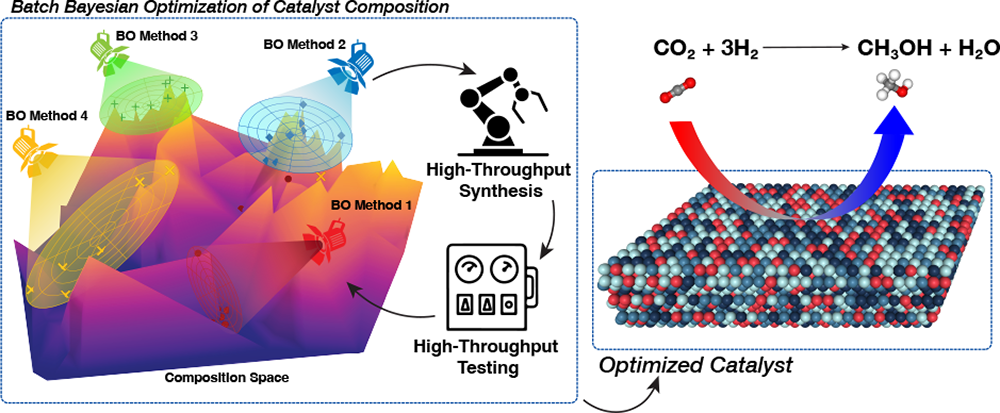 Batch Bayesian Optimization of Catalyst Composition
BO Method 3
BO Method 2
BO Method 4
BO Method 1
High-Throughput
Synthesis
High-Throughput
Testing
Composition Space
CO₂ + 3H₂ → CH₃OH + H₂O
Optimized Catalyst